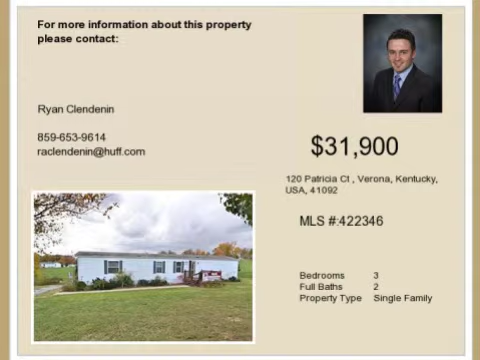 For more information about this property
please contact:
Ryan Clendenin
859-653-9614
raclendenin@huff.com
$31,900
120 Patricia Ct , Verona, Kentucky,
USA, 41092
MLS #:422346
Bedrooms 3
Full Baths 2
Property Type Single Family